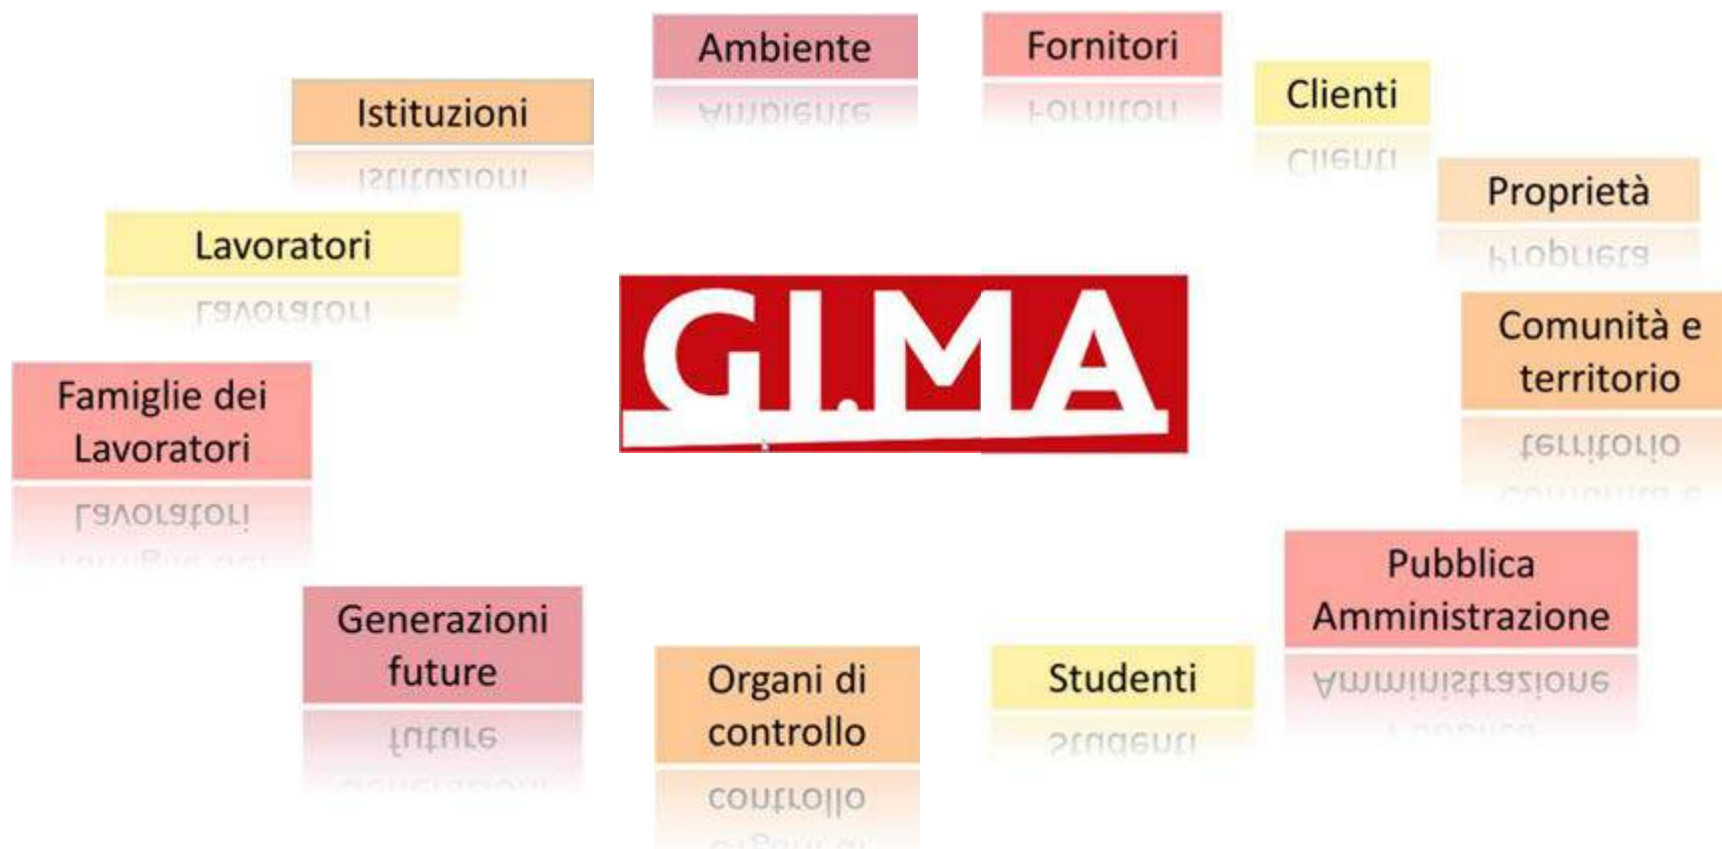 Ambiente
Fornitori
Clienti
Istituzioni
Proprietà
Lavoratori
GI.MA
Comunità e
territorio
Famiglie dei
Lavoratori
Pubblica
Amministrazione
Generazioni
future
Organi di
controllo
Studenti